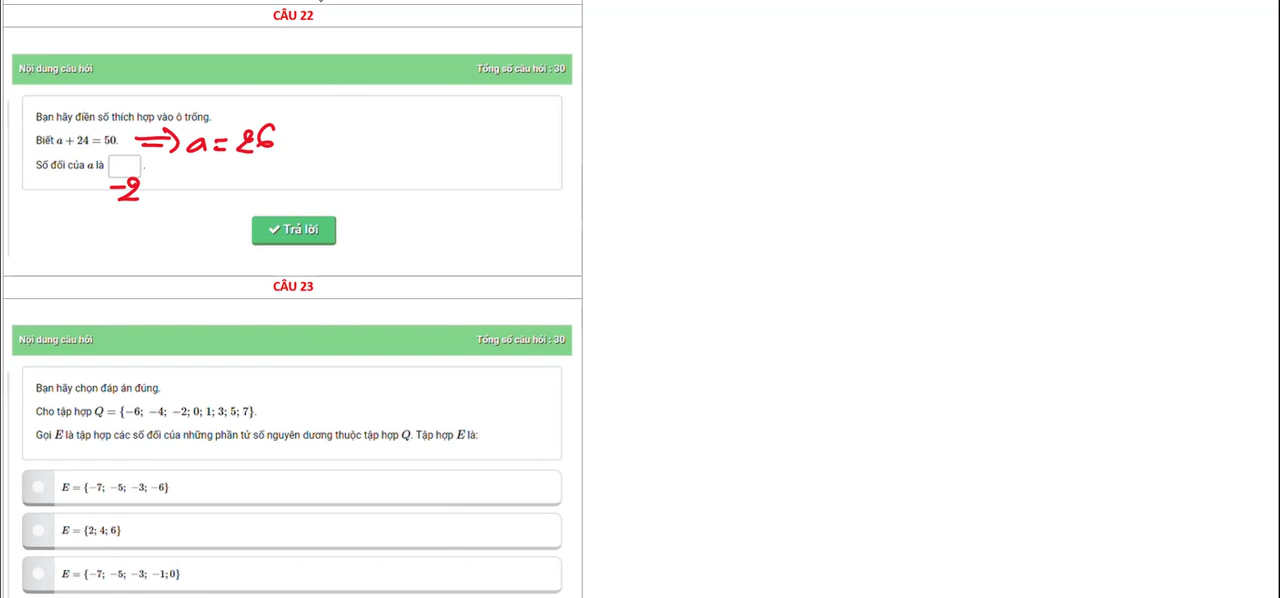 CÂU 22
Nội dung câu hỏi Tổng số câu hỏi : 30
Bạn hãy điền số thích hợp vào ô trống.
Biết a + 24 = 50. ⇒ a = 26
Số đối của a là .
-2
✔ Trả lời
CÂU 23
Nội dung câu hỏi Tổng số câu hỏi : 30
Bạn hãy chọn đáp án đúng.
Cho tập hợp Q = {−6; −4; −2; 0; 1; 3; 5; 7}.
Gọi E là tập hợp các số đối của những phần tử số nguyên dương thuộc tập hợp Q. Tập hợp E là:
E = {−7; −5; −3; −6}
E = {2; 4; 6}
E = {−7; −5; −3; −1; 0}